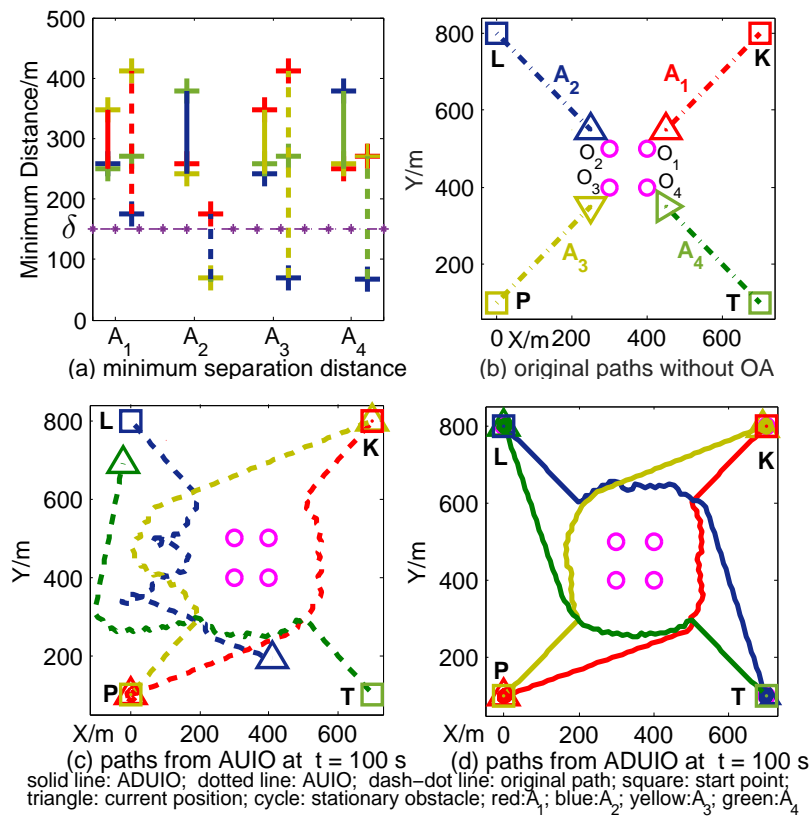 500
400
300
200
δ
100
0
Minimum Distance/m
A1 A2 A3 A4
(a) minimum separation distance
800
600
400
200
Y/m
L
K
A2
A1
O2 O1
O3 O4
A3
A4
P
T
0 X/m 200 400 600
(b) original paths without OA
800
600
400
200
Y/m
L
K
P
T
X/m 0 200 400 600
(c) paths from AUIO at t = 100 s
800
600
400
200
Y/m
L
K
P
T
X/m 0 200 400 600
(d) paths from ADUIO at t = 100 s
solid line: ADUIO; dotted line: AUIO; dash−dot line: original path; square: start point;
triangle: current position; cycle: stationary obstacle; red:A1; blue:A2; yellow:A3; green:A4